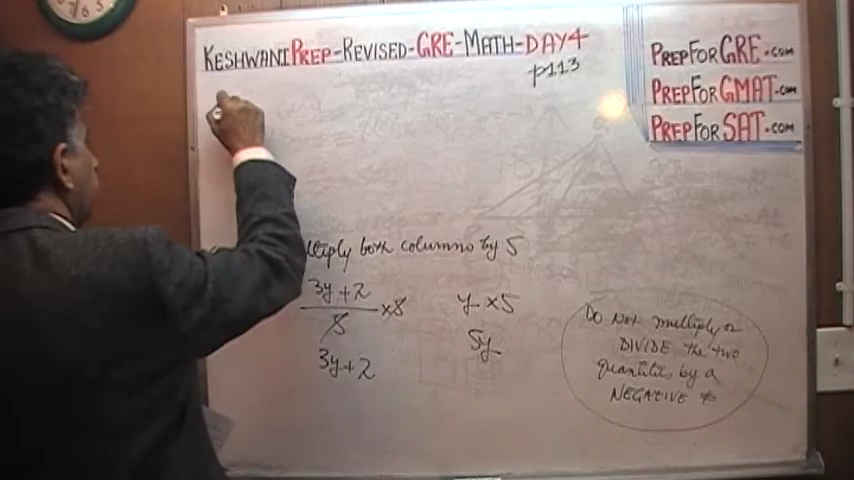 KESHWANIPREP-REVISED-GRE-MATH-DAY4
p113
PREPFORGRE.com
PREPFORGMAT.com
PREPFORSAT.com
ltiply both columns by 5
3y+2
5 ×5
3y+2
y ×5
5y
DO NOT multiply or
DIVIDE the two
quantities by a
NEGATIVE #